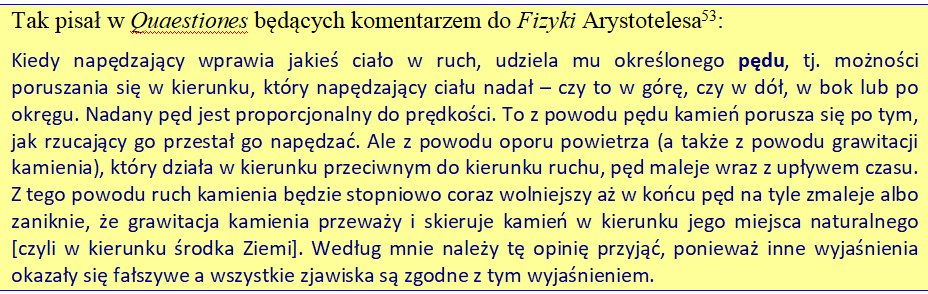 Tak pisał w Quaestiones będących komentarzem do Fizyki Arystotelesa53:
Kiedy napędzający wprawia jakieś ciało w ruch, udziela mu określonego pędu, tj. możności
poruszania się w kierunku, który napędzający ciału nadał – czy to w górę, czy w dół, w bok lub po
okręgu. Nadany pęd jest proporcjonalny do prędkości. To z powodu pędu kamień porusza się po tym,
jak rzucający go przestał go napędzać. Ale z powodu oporu powietrza (a także z powodu grawitacji
kamienia), który działa w kierunku przeciwnym do kierunku ruchu, pęd maleje wraz z upływem czasu.
Z tego powodu ruch kamienia będzie stopniowo coraz wolniejszy aż w końcu pęd na tyle zmaleje albo
zaniknie, że grawitacja kamienia przeważy i skieruje kamień w kierunku jego miejsca naturalnego
[czyli w kierunku środka Ziemi]. Według mnie należy tę opinię przyjąć, ponieważ inne wyjaśnienia
okazały się fałszywe a wszystkie zjawiska są zgodne z tym wyjaśnieniem.